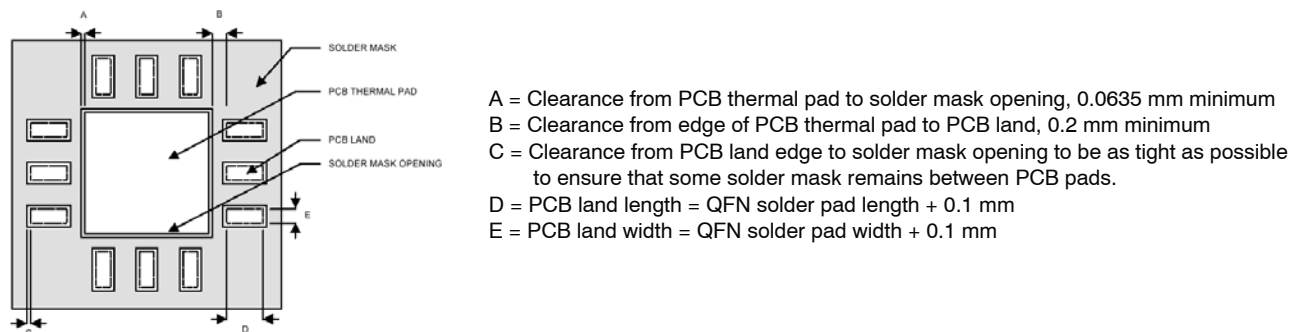 A
B
SOLDER MASK
PCB THERMAL PAD
PCB LAND
SOLDER MASK OPENING
E
D
A = Clearance from PCB thermal pad to solder mask opening, 0.0635 mm minimum
B = Clearance from edge of PCB thermal pad to PCB land, 0.2 mm minimum
C = Clearance from PCB land edge to solder mask opening to be as tight as possible
to ensure that some solder mask remains between PCB pads.
D = PCB land length = QFN solder pad length + 0.1 mm
E = PCB land width = QFN solder pad width + 0.1 mm